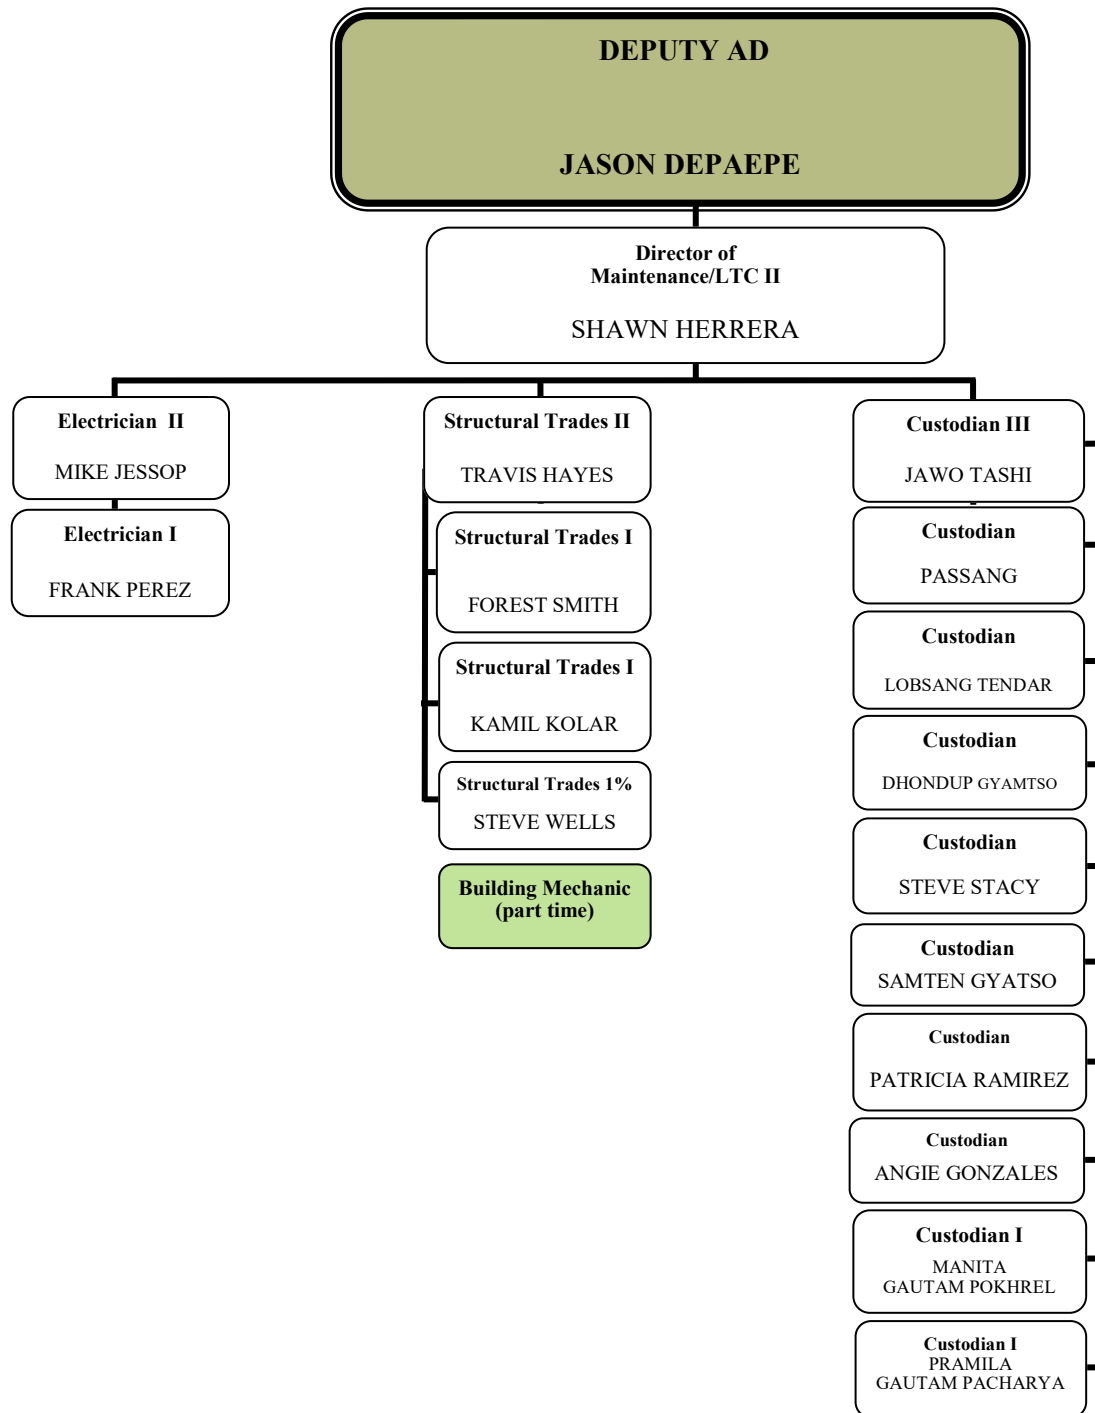 DEPUTY AD
JASON DEPAEPE
Director of
Maintenance/LTC II
SHAWN HERRERA
Electrician II
MIKE JESSOP
Electrician I
FRANK PEREZ
Structural Trades II
TRAVIS HAYES
Structural Trades I
FOREST SMITH
Structural Trades I
KAMIL KOLAR
Structural Trades 1%
STEVE WELLS
Building Mechanic
(part time)
Custodian III
JAWO TASHI
Custodian
PASSANG
Custodian
LOBSANG TENDAR
Custodian
DHONDUP GYAMTSO
Custodian
STEVE STACY
Custodian
SAMTEN GYATSO
Custodian
PATRICIA RAMIREZ
Custodian
ANGIE GONZALES
Custodian I
MANITA
GAUTAM POKHREL
Custodian I
PRAMILA
GAUTAM PACHARYA